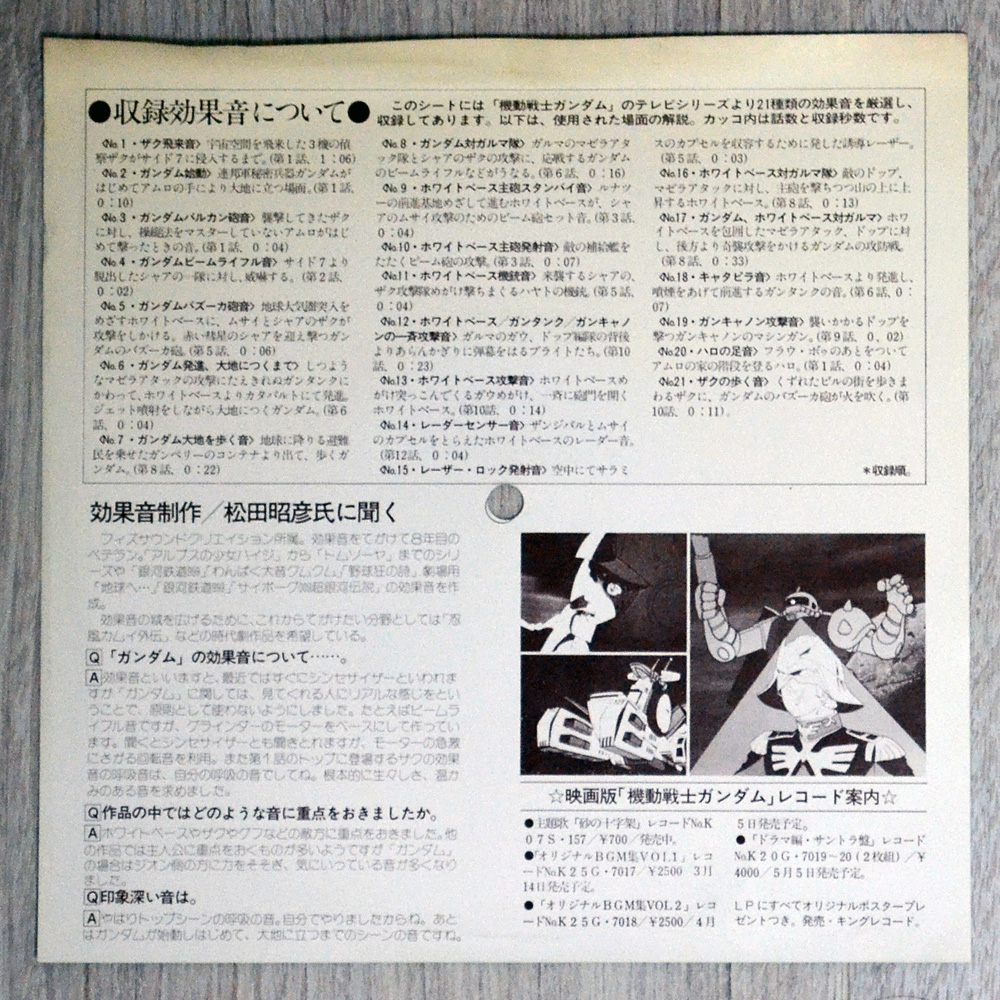 ●収録効果音について●
このシートには「機動戦士ガンダム」のテレビシリーズより21種類の効果音を厳選し、
収録してあります。以下は、使用された場面の解説。カッコ内は話数と収録秒数です。
〈No.1・ザク飛来音〉宇宙空間を飛来した3機の偵
察ザクがサイド7に侵入するまで。(第1話、1:06)
〈No.2・ガンダム始動〉連邦軍秘密兵器ガンダムが
はじめてアムロの手により大地に立つ場面。(第1話、
0:10)
〈No.3・ガンダムバルカン砲音〉襲撃してきたザク
に対し、操縦法をマスターしていないアムロがはじ
めて撃ったときの音。(第1話、0:04)
〈No.4・ガンダムビームライフル音〉サイド7より
脱出したシャアの一隊に対し、威嚇する。(第2話、
0:02)
〈No.5・ガンダムバズーカ砲音〉地球大気圏突入を
めざすホワイトベースに、ムサイとシャアのザクが
攻撃をしかける。赤い彗星のシャアを迎え撃つガン
ダムのバズーカ砲。(第5話、0:06)
〈No.6・ガンダム発進、大地につくまで〉しつよう
なマゼラアタックの攻撃にたえきれぬガンタンクに
かわって、ホワイトベースよりカタパルトにて発進。
ジェット噴射をしながら大地につくガンダム。(第6
話、0:04)
〈No.7・ガンダム大地を歩く音〉地球に降りる避難
民を乗せたガンペリーのコンテナより出て、歩くガ
ンダム。(第8話、0:22)
〈No.8・ガンダム対ガルマ隊〉ガルマのマゼラアタ
ック隊とシャアのザクの攻撃に、応戦するガンダム
のビームライフルなどがうなる。(第6話、0:16)
〈No.9・ホワイトベース主砲スタンバイ音〉ルナツ
ーの前進基地めざして進むホワイトベースが、シャ
アのムサイ攻撃のためのビーム砲セット音。(第3話、
0:04)
〈No.10・ホワイトベース主砲発射音〉敵の補給艦を
たたくビーム砲の攻撃。(第3話、0:07)
〈No.11・ホワイトベース機銃音〉来襲するシャアの、
ザク攻撃隊めがけ撃ちまくるハヤトの機銃。(第5話、
0:04)
〈No.12・ホワイトベース/ガンタンク/ガンキャノ
ンの一斉攻撃音〉ガルマのガウ、ドップ編隊の背後
よりあらんかぎりに弾幕をはるブライトたち。(第10
話、0:23)
〈No.13・ホワイトベース攻撃音〉ホワイトベースめ
がけ突っこんでくるガウめがけ、一斉に砲門を開く
ホワイトベース。(第10話、0:14)
〈No.14・レーダーセンサー音〉ザンジバルとムサイ
のカプセルをとらえたホワイトベースのレーダー音。
(第12話、0:04)
〈No.15・レーザー・ロック発射音〉空中にてサラミ
スのカプセルを収容するために発した誘導レーザー。
(第5話、0:03)
〈No.16・ホワイトベース対ガルマ隊〉敵のドップ、
マゼラアタックに対し、主砲を撃ちつつ山の上に上
昇するホワイトベース。(第8話、0:13)
〈No.17・ガンダム、ホワイトベース対ガルマ〉ホワ
イトベースを包囲したマゼラアタック、ドップに対
し、後方より奇襲攻撃をかけるガンダムの攻防戦。
(第8話、0:33)
〈No.18・キャタピラ音〉ホワイトベースより発進し、
噴煙をあげて前進するガンタンクの音。(第6話、0:
07)
〈No.19・ガンキャノン攻撃音〉襲いかかるドップを
撃つガンキャノンのマシンガン。(第9話、0、02)
〈No.20・ハロの足音〉フラウ・ボゥのあとをついて
アムロの家の階段を登るハロ。(第1話、0:04)
〈No.21・ザクの歩く音〉くずれたビルの街を歩きま
わるザクに、ガンダムのバズーカ砲が火を吹く。(第
10話、0:11)。
*収録順。
効果音制作/松田昭彦氏に聞く
フィズサウンドクリエイション所属。効果音をてがけて8年目の
ベテラン。「アルプスの少女ハイジ」から「トムソーヤ」までのシリ
ーズや「銀河鉄道999」「わんぱく大昔クムクム」「野球狂の詩」劇場用
「地球へ…」「銀河鉄道999」「サイボーグ009超銀河伝説」の効果音を作
成。
効果音の域を広げるために、これからてがけたい分野としては「忍
風カムイ外伝」などの時代劇作品を希望している。
Q「ガンダム」の効果音について……。
A効果音といいますと、最近ではすぐにシンセサイザーといわれま
すが「ガンダム」に関しては、見てくれる人にリアルな感じをとい
うことで、原則として使わないようにしました。たとえばビームラ
イフル音ですが、グラインダーのモーターをベースにして作ってい
ます。聞くとシンセサイザーとも聞きとれますが、モーターの急激
にさがる回転音を利用。また第1話のトップに登場するザクの効果
音の呼吸音は、自分の呼吸の音でしてね。根本的に生々しさ、温か
みのある音を求めました。
Q作品の中ではどのような音に重点をおきましたか。
Aホワイトベースやザクやグフなどの敵方に重点をおきました。他
の作品では主人公に重点をおくものが多いようですが「ガンダム」
の場合はジオン側の方に力をそそぎ、気にいっている音が多くなり
ました。
Q印象深い音は。
Aやはりトップシーンの呼吸の音。自分でやりましたからね。あと
はガンダムが始動しはじめて、大地に立つまでのシーンの音ですね。
☆映画版「機動戦士ガンダム」レコード案内☆
●主題歌「砂の十字架」レコードNo.K
07S・157/¥700/発売中。
●「オリジナルBGM集VOL1」レコ
ードNo.K25G・7017/¥2500 3月
14日発売予定。
●「オリジナルBGM集VOL2」レコ
ードNo.K25G・7018/¥2500/4月
5日発売予定。
●「ドラマ編・サントラ盤」レコード
No.K20G・7019〜20(2枚組)/¥
4000/5月5日発売予定。
LPにすべてオリジナルポスタープレ
ゼントつき。発売・キングレコード。